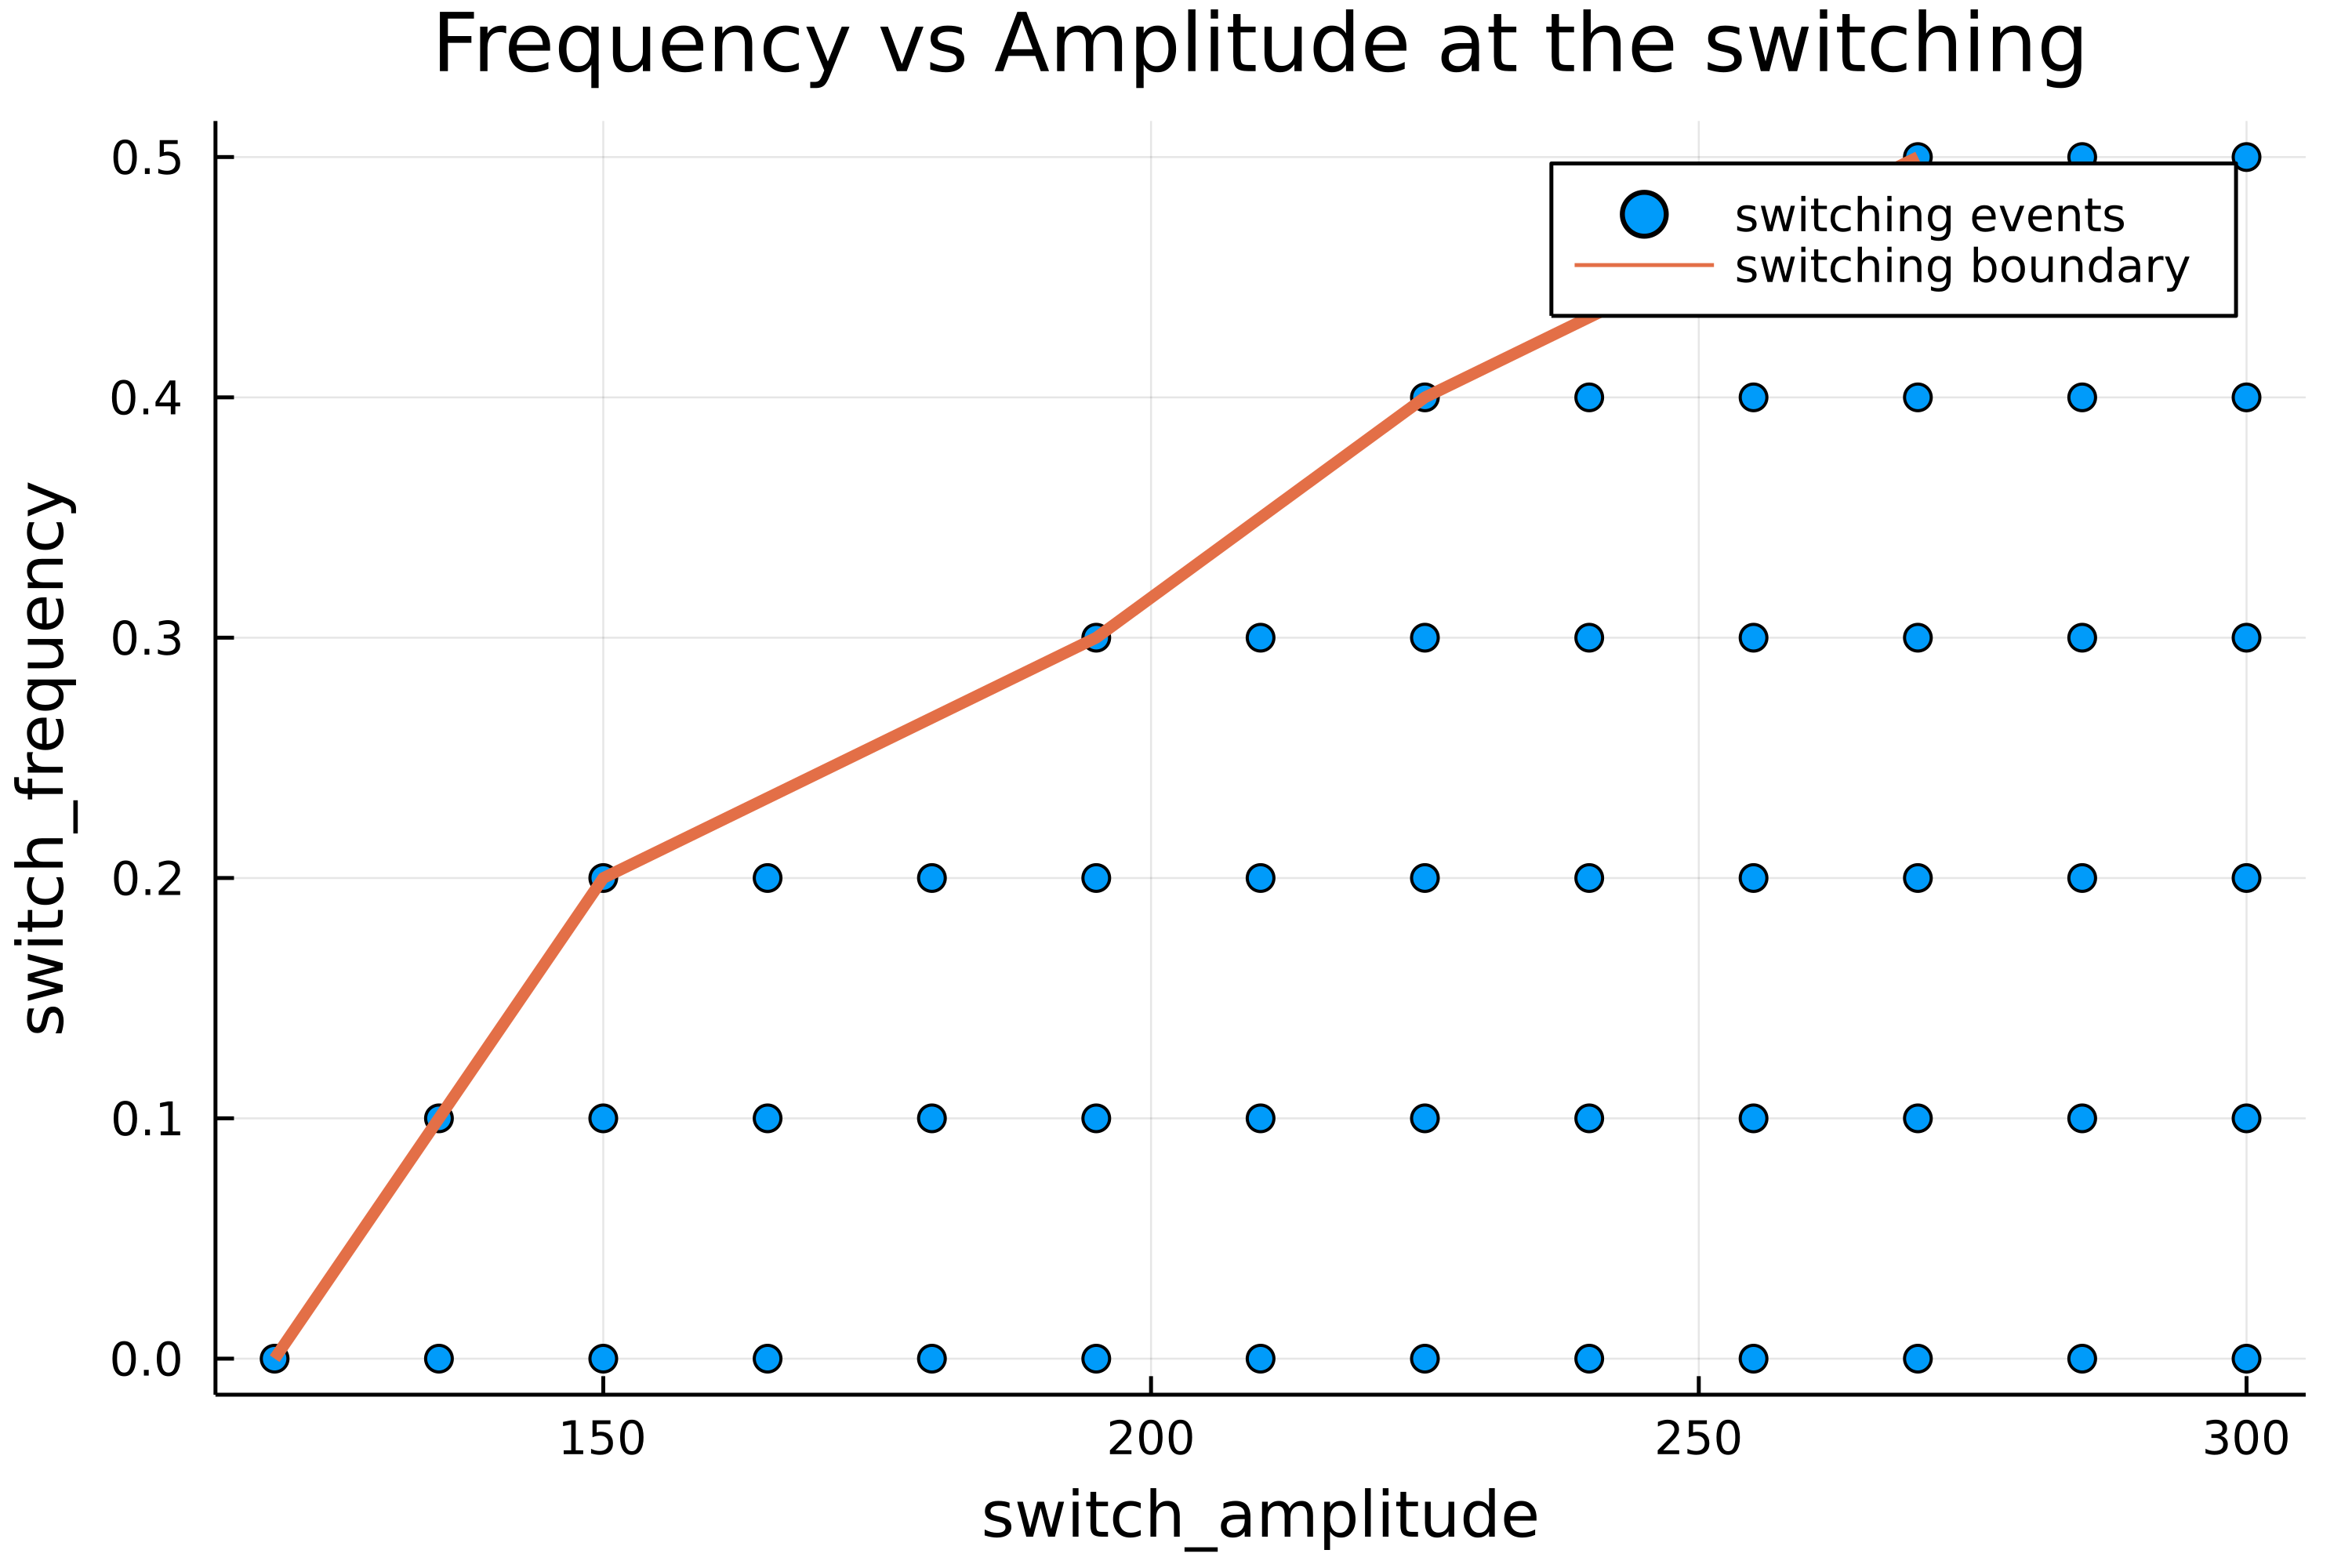 Frequency vs Amplitude at the switching
0.5
0.4
0.3
0.2
0.1
0.0
switch_frequency
switching events
switching boundary
150 200 250 300
switch_amplitude